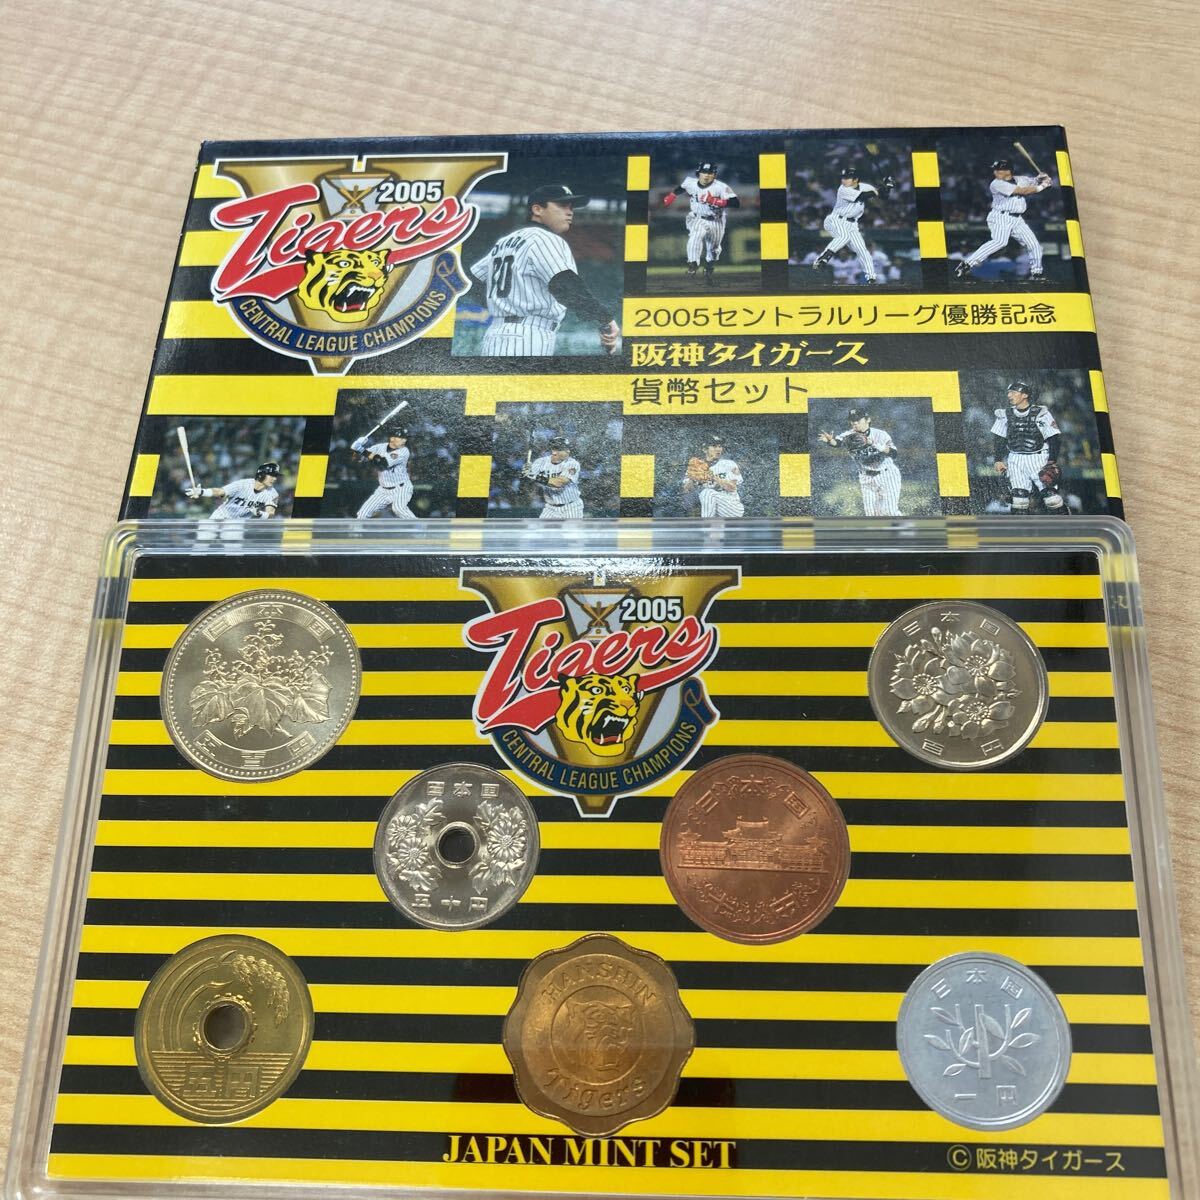 2005
Tigers
CENTRAL LEAGUE CHAMPIONS
OKADA
80
2005セントラルリーグ優勝記念
阪神タイガース
貨幣セット
2005
Tigers
CENTRAL LEAGUE CHAMPIONS
日本国
五百円
日本国
百円
日本国
五十円
日本国
十円
五円
HANSHIN
Tigers
日本国
一円
JAPAN MINT SET
©阪神タイガース